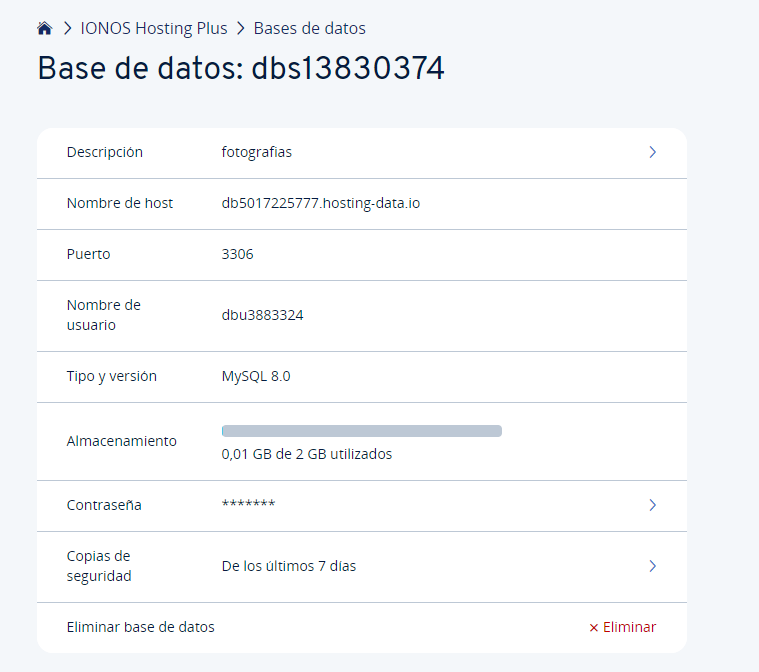 IONOS Hosting Plus > Bases de datos
Base de datos: dbs13830374
Descripción fotografias
Nombre de host db5017225777.hosting-data.io
Puerto 3306
Nombre de
usuario
dbu3883324
Tipo y versión MySQL 8.0
Almacenamiento
0,01 GB de 2 GB utilizados
Contraseña *******
Copias de
seguridad
De los últimos 7 días
Eliminar base de datos × Eliminar